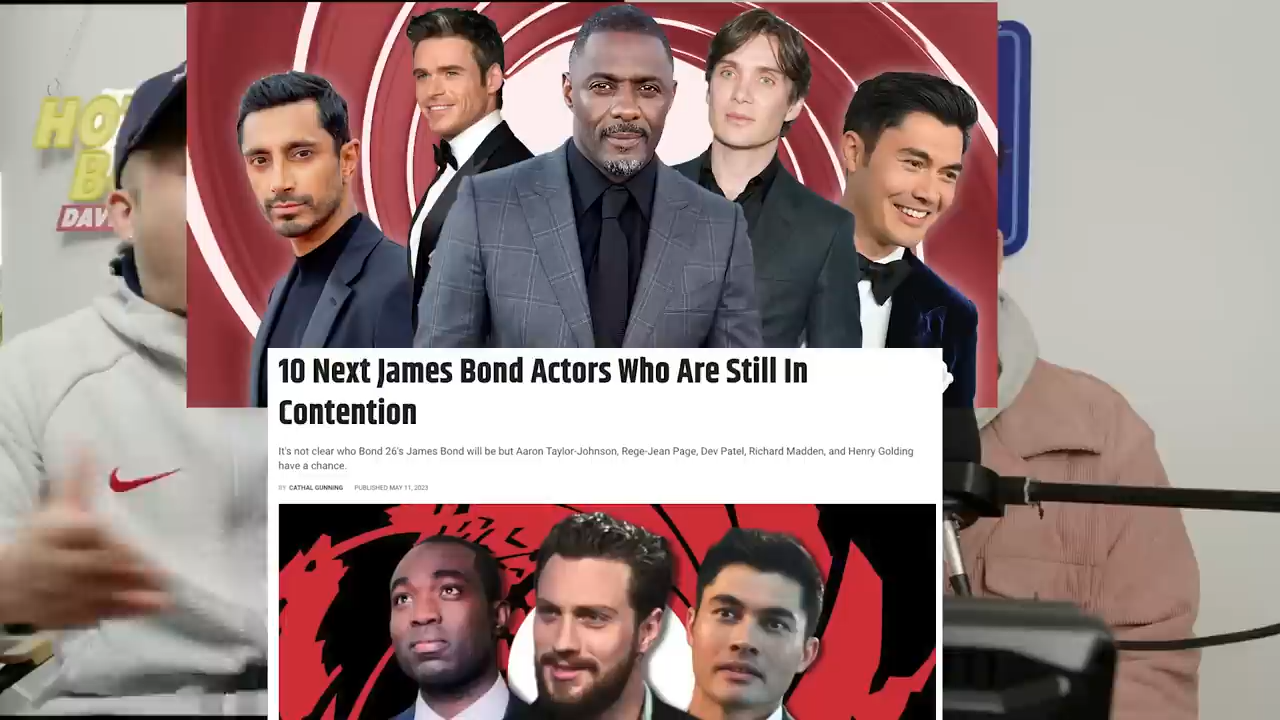 HO
B
DAV
10 Next James Bond Actors Who Are Still In
Contention
It's not clear who Bond 26's James Bond will be but Aaron Taylor-Johnson, Rege-Jean Page, Dev Patel, Richard Madden, and Henry Golding
have a chance.
BY CATHAL GUNNING PUBLISHED MAY 11, 2023